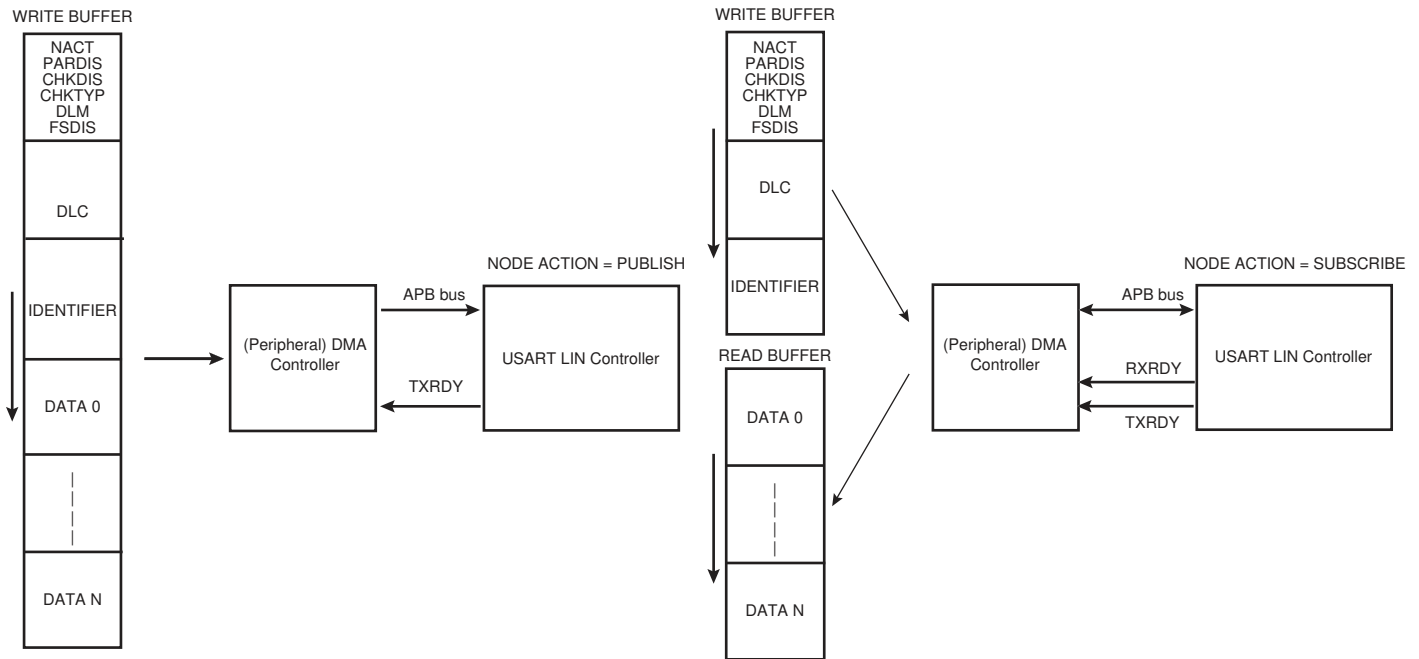 WRITE BUFFER
NACT
PARDIS
CHKDIS
CHKTYP
DLM
FSDIS
DLC
IDENTIFIER
DATA 0
DATA N
(Peripheral) DMA
Controller
APB bus
TXRDY
NODE ACTION = PUBLISH
USART LIN Controller
WRITE BUFFER
NACT
PARDIS
CHKDIS
CHKTYP
DLM
FSDIS
DLC
IDENTIFIER
READ BUFFER
DATA 0
DATA N
(Peripheral) DMA
Controller
APB bus
RXRDY
TXRDY
NODE ACTION = SUBSCRIBE
USART LIN Controller